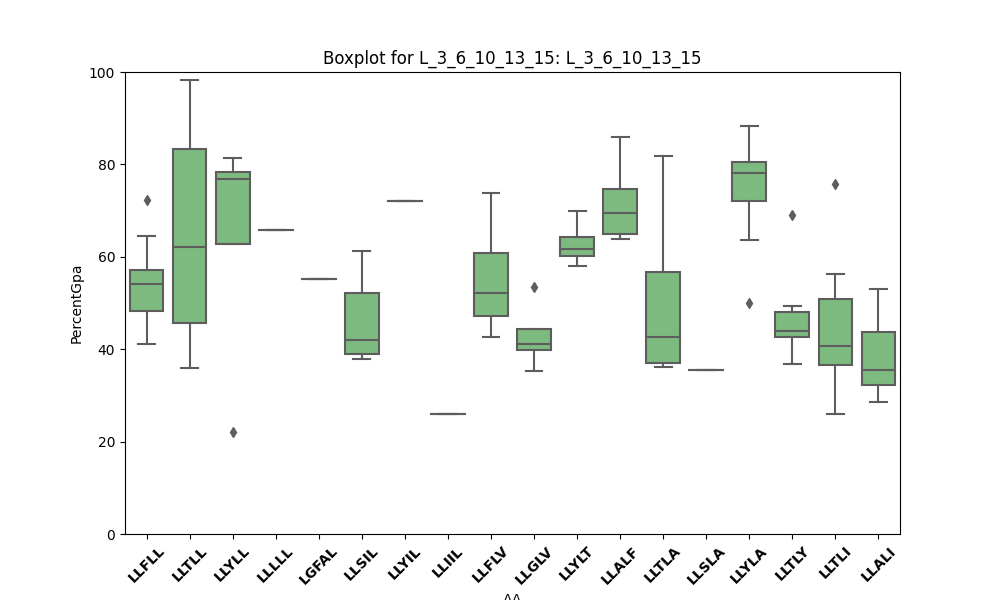 Boxplot for L_3_6_10_13_15: L_3_6_10_13_15
PercentGpa
100
80
60
40
20
0
LLFLL
LLTLL
LLYLL
LLLLL
LGFAL
LLSIL
LLYIL
LLIIL
LLFLV
LLGLV
LLYLT
LLALF
LLTLA
LLSLA
LLYLA
LLTLY
LLTLI
LLALI
AA